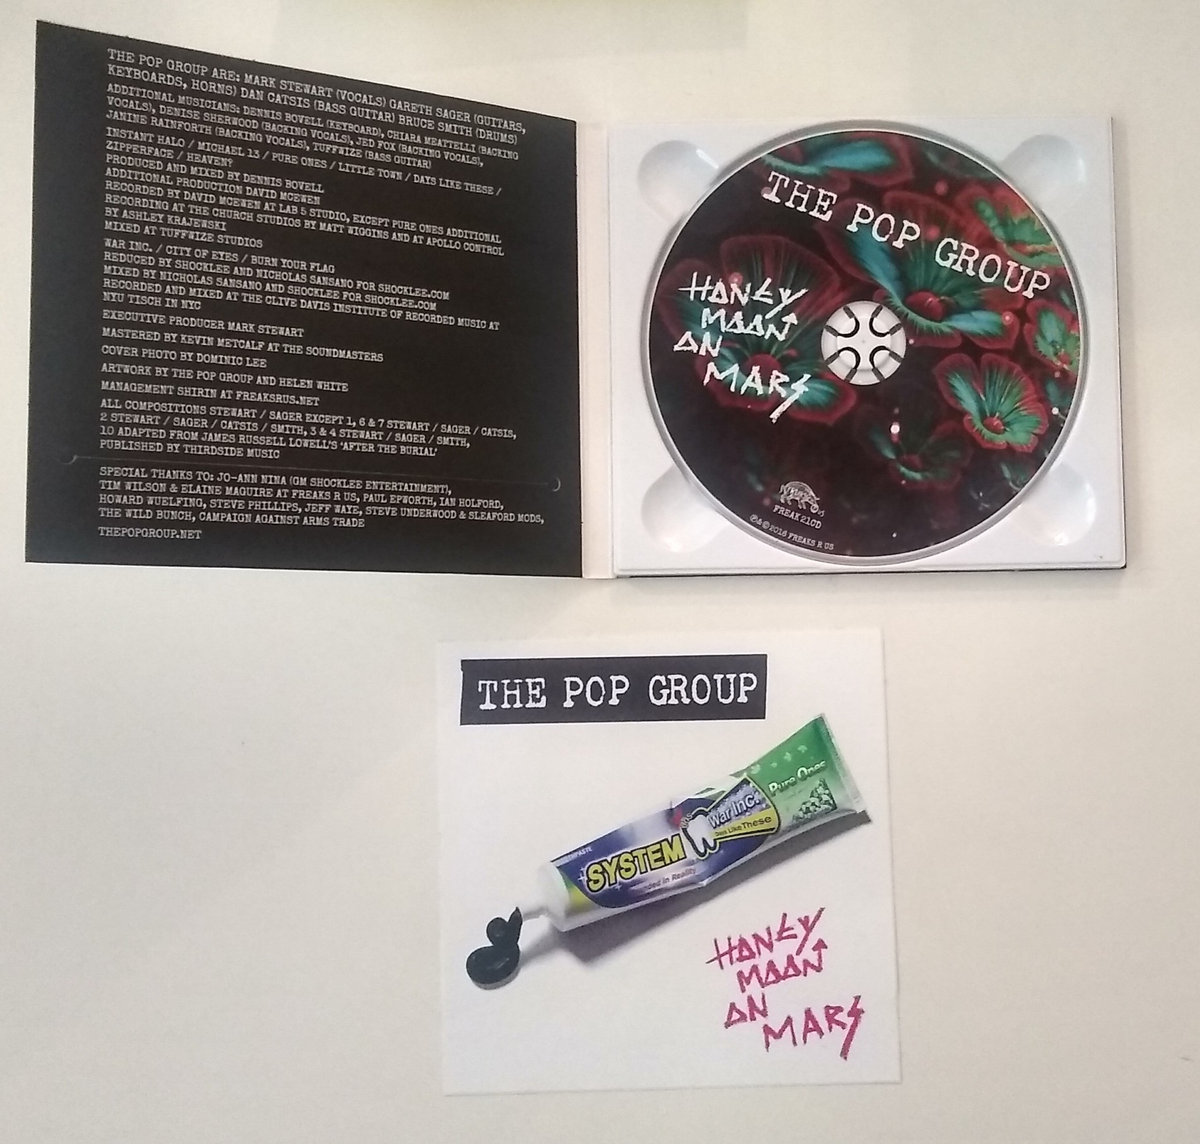 THE POP GROUP ARE: MARK STEWART (VOCALS) GARETH SAGER (GUITARS,
KEYBOARDS, HORNS) DAN CATSIS (BASS GUITAR) BRUCE SMITH (DRUMS)
ADDITIONAL MUSICIANS: DENNIS BOVELL (KEYBOARD), CHIARA MEATTELLI (BACKING
VOCALS), DENISE SHERWOOD (BACKING VOCALS), JED FOX (BACKING VOCALS),
JANINE RAINFORTH (BACKING VOCALS), TUFFWIZE (BASS GUITAR)
INSTANT HALO / MICHAEL 13 / PURE ONES / LITTLE TOWN / DAYS LIKE THESE /
ZIPPERFACE / HEAVEN?
PRODUCED AND MIXED BY DENNIS BOVELL
ADDITIONAL PRODUCTION DAVID MCEWEN
RECORDED BY DAVID MCEWEN AT LAB 5 STUDIO, EXCEPT PURE ONES ADDITIONAL
RECORDING AT THE CHURCH STUDIOS BY MATT WIGGINS AND AT APOLLO CONTROL
BY ASHLEY KRAJEWSKI
MIXED AT TUFFWIZE STUDIOS
WAR INC. / CITY OF EYES / BURN YOUR FLAG
REDUCED BY SHOCKLEE AND NICHOLAS SANSANO FOR SHOCKLEE.COM
MIXED BY NICHOLAS SANSANO AND SHOCKLEE FOR SHOCKLEE.COM
RECORDED AND MIXED AT THE CLIVE DAVIS INSTITUTE OF RECORDED MUSIC AT
NYU TISCH IN NYC
EXECUTIVE PRODUCER MARK STEWART
MASTERED BY KEVIN METCALF AT THE SOUNDMASTERS
COVER PHOTO BY DOMINIC LEE
ARTWORK BY THE POP GROUP AND HELEN WHITE
MANAGEMENT SHIRIN AT FREAKSRUS.NET
ALL COMPOSITIONS STEWART / SAGER EXCEPT 1, 6 & 7 STEWART / SAGER / CATSIS,
2 STEWART / SAGER / CATSIS / SMITH, 3 & 4 STEWART / SAGER / SMITH,
10 ADAPTED FROM JAMES RUSSELL LOWELL'S 'AFTER THE BURIAL'
PUBLISHED BY THIRDSIDE MUSIC
SPECIAL THANKS TO: JO-ANN NINA (GM SHOCKLEE ENTERTAINMENT),
TIM WILSON & ELAINE MAGUIRE AT FREAKS R US, PAUL EPWORTH, IAN HOLFORD,
HOWARD WUELFING, STEVE PHILLIPS, JEFF WAYE, STEVE UNDERWOOD & SLEAFORD MODS,
THE WILD BUNCH, CAMPAIGN AGAINST ARMS TRADE
THEPOPGROUP.NET
THE POP GROUP
HONEY
MOON
ON
MARS
FREAK 21CD
℗&© 2016 FREAKS R US
THE POP GROUP
Pure Ones
War Inc.
Days Like These
SYSTEM
in Reality
HONEY
MOON
ON
MARS